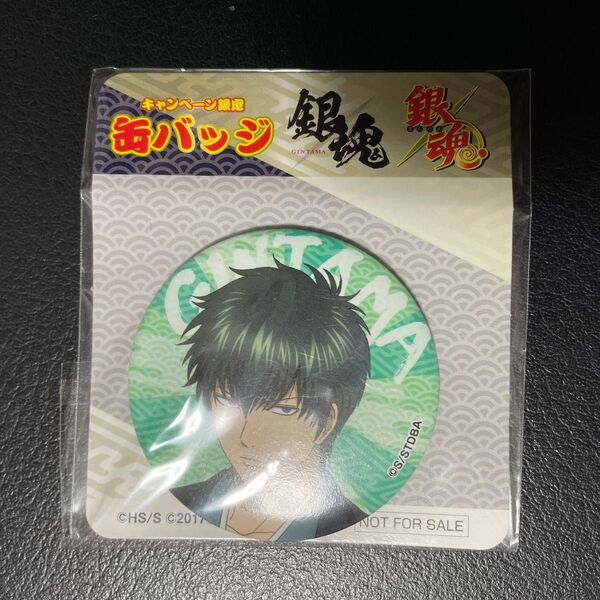 キャンペーン限定
缶バッジ
銀魂
GINTAMA
銀魂
GINTAMA
©S/STDBA
©HS/S ©2017
NOT FOR SALE